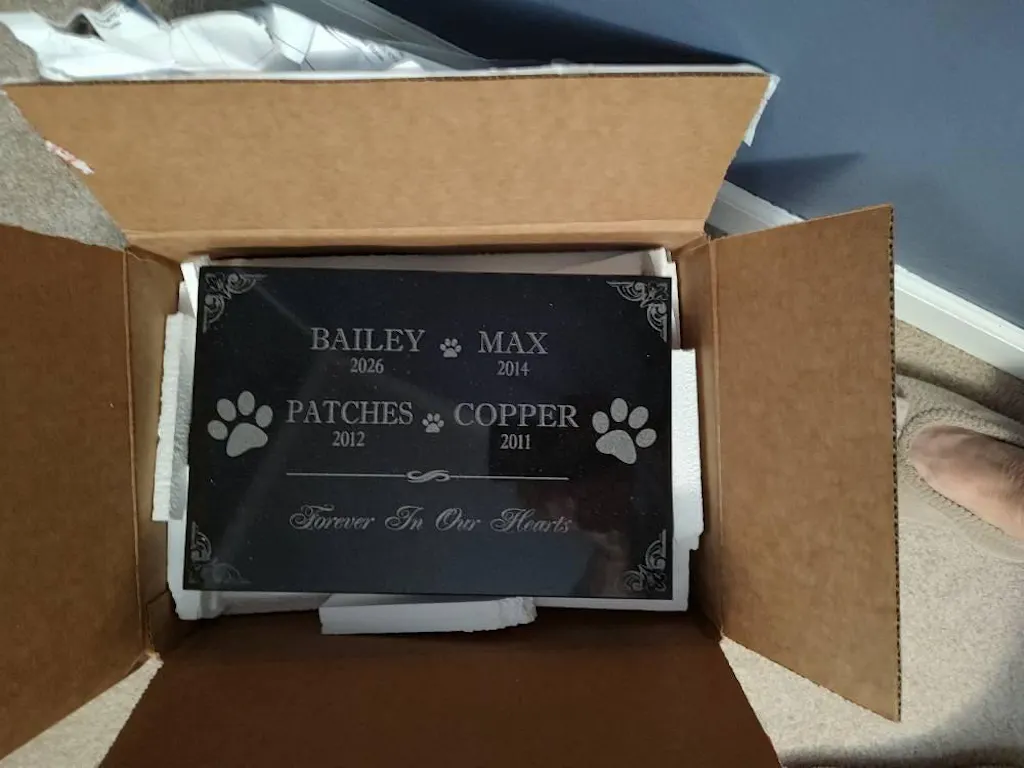 BAILEY MAX
2026 2014
PATCHES COPPER
2012 2011
Forever In Our Hearts